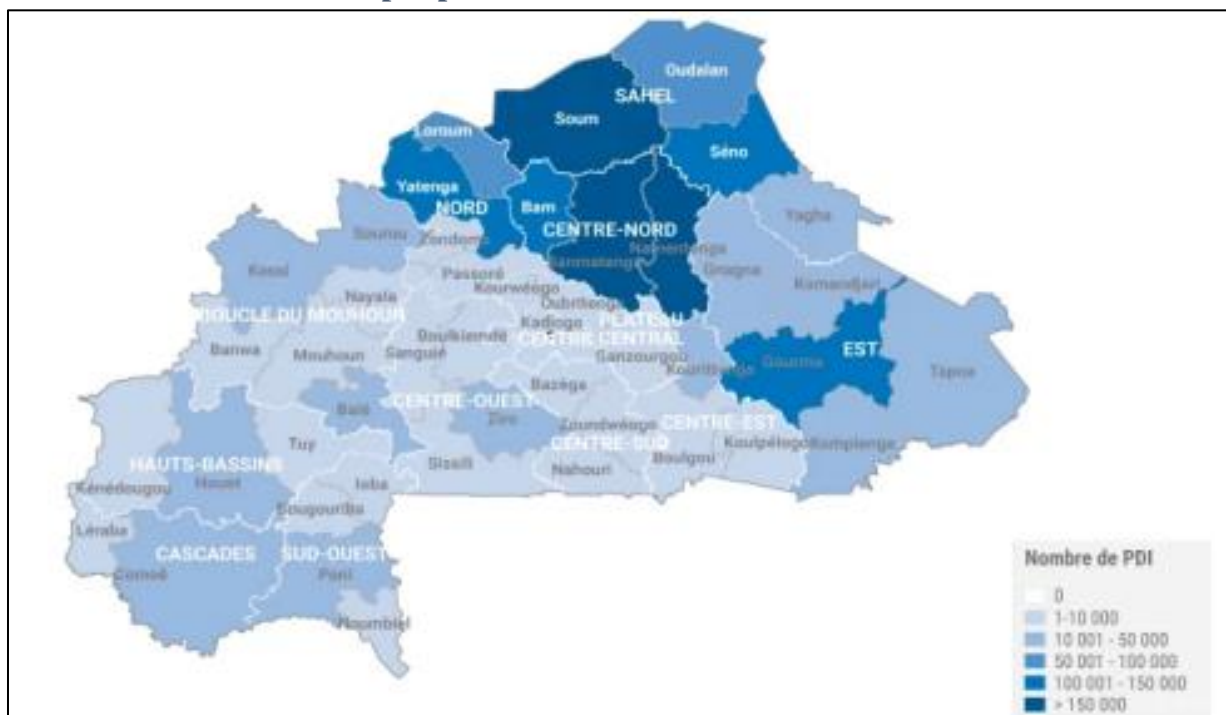 Oudalan
SAHEL
Soum
Loroum
Séno
Yatenga
NORD
Bam
CENTRE-NORD
Yagha
Sourou
Zondoma
Sanmatenga
Namentenga
Gnagna
Kossi
Komandjari
Passoré
Kourwéogo
Nayala
Oubritenga
BOUCLE DU MOUHOUN
Kadiogo
PLATEAU
Boulkiemdé
CENTRE
CENTRAL
EST
Banwa
Mouhoun
Sanguié
Ganzourgou
Kouritenga
Gourma
Tapoa
Bazèga
Balé
CENTRE-OUEST
Ziro
Zoundwéogo
CENTRE-EST
Tuy
CENTRE-SUD
Koulpélogo
Kompienga
HAUTS-BASSINS
Sissili
Nahouri
Boulgou
Houet
Ioba
Kénédougou
Bougouriba
Léraba
CASCADES
SUD-OUEST
Comoé
Poni
Noumbiel
Nombre de PDI
0
1-10 000
10 001 - 50 000
50 001 - 100 000
100 001 - 150 000
> 150 000